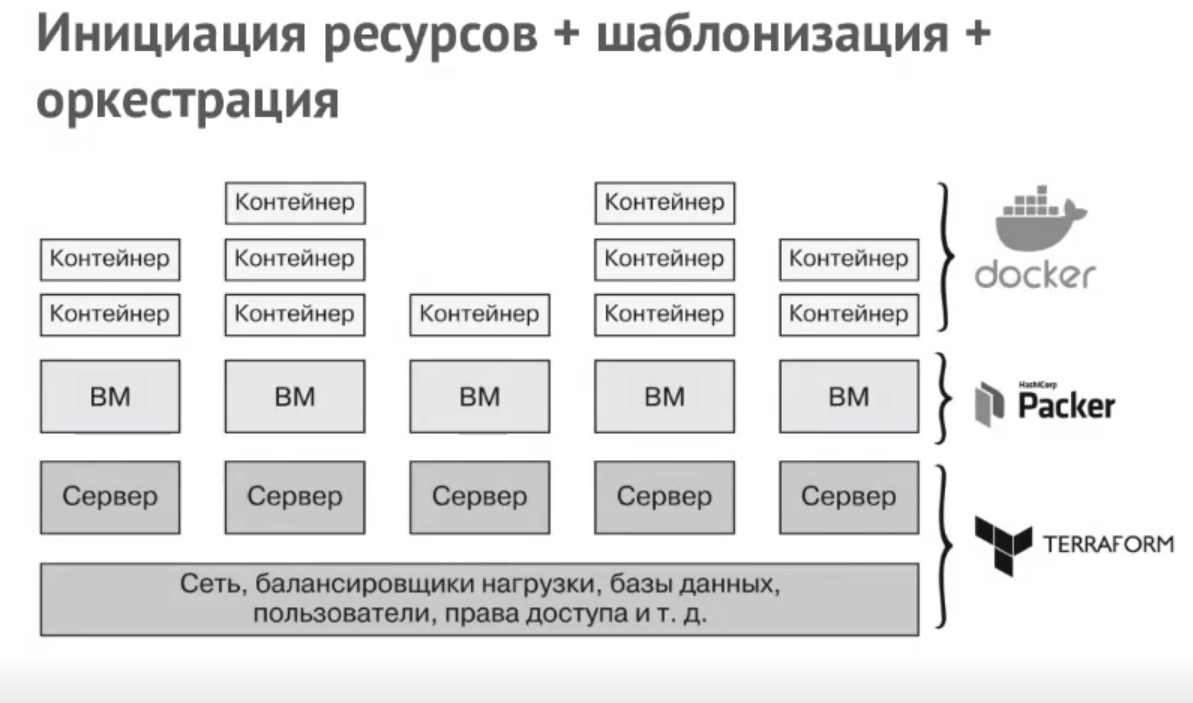 Инициация ресурсов + шаблонизация +
оркестрация
Контейнер Контейнер
Контейнер Контейнер Контейнер Контейнер
Контейнер Контейнер Контейнер Контейнер Контейнер
docker
ВМ ВМ ВМ ВМ ВМ
HashiCorp
Packer
Сервер Сервер Сервер Сервер Сервер
TERRAFORM
Сеть, балансировщики нагрузки, базы данных,
пользователи, права доступа и т. д.